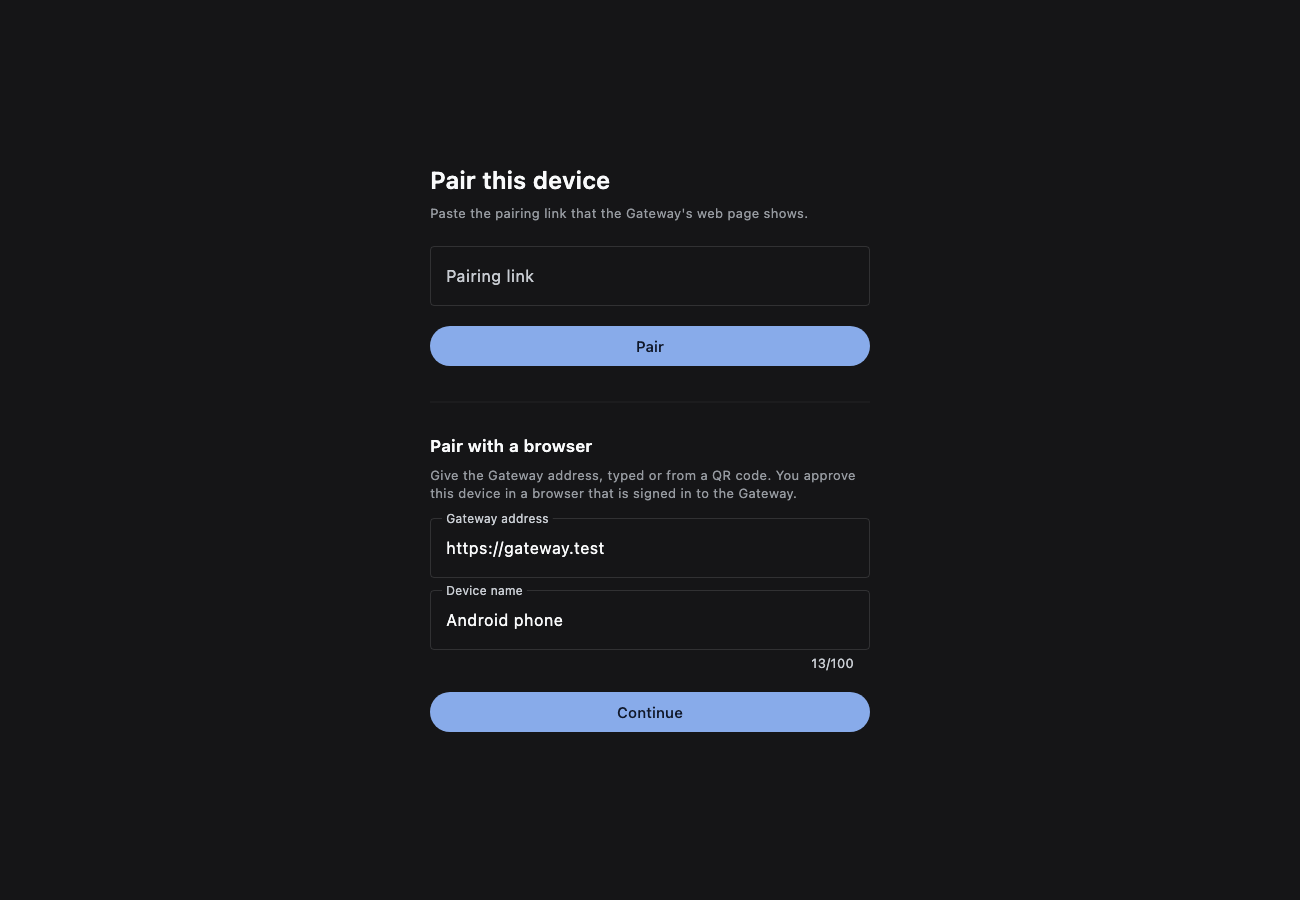 Pair this device
Paste the pairing link that the Gateway's web page shows.
Pairing link
Pair
Pair with a browser
Give the Gateway address, typed or from a QR code. You approve
this device in a browser that is signed in to the Gateway.
Gateway address
https://gateway.test
Device name
Android phone
13/100
Continue